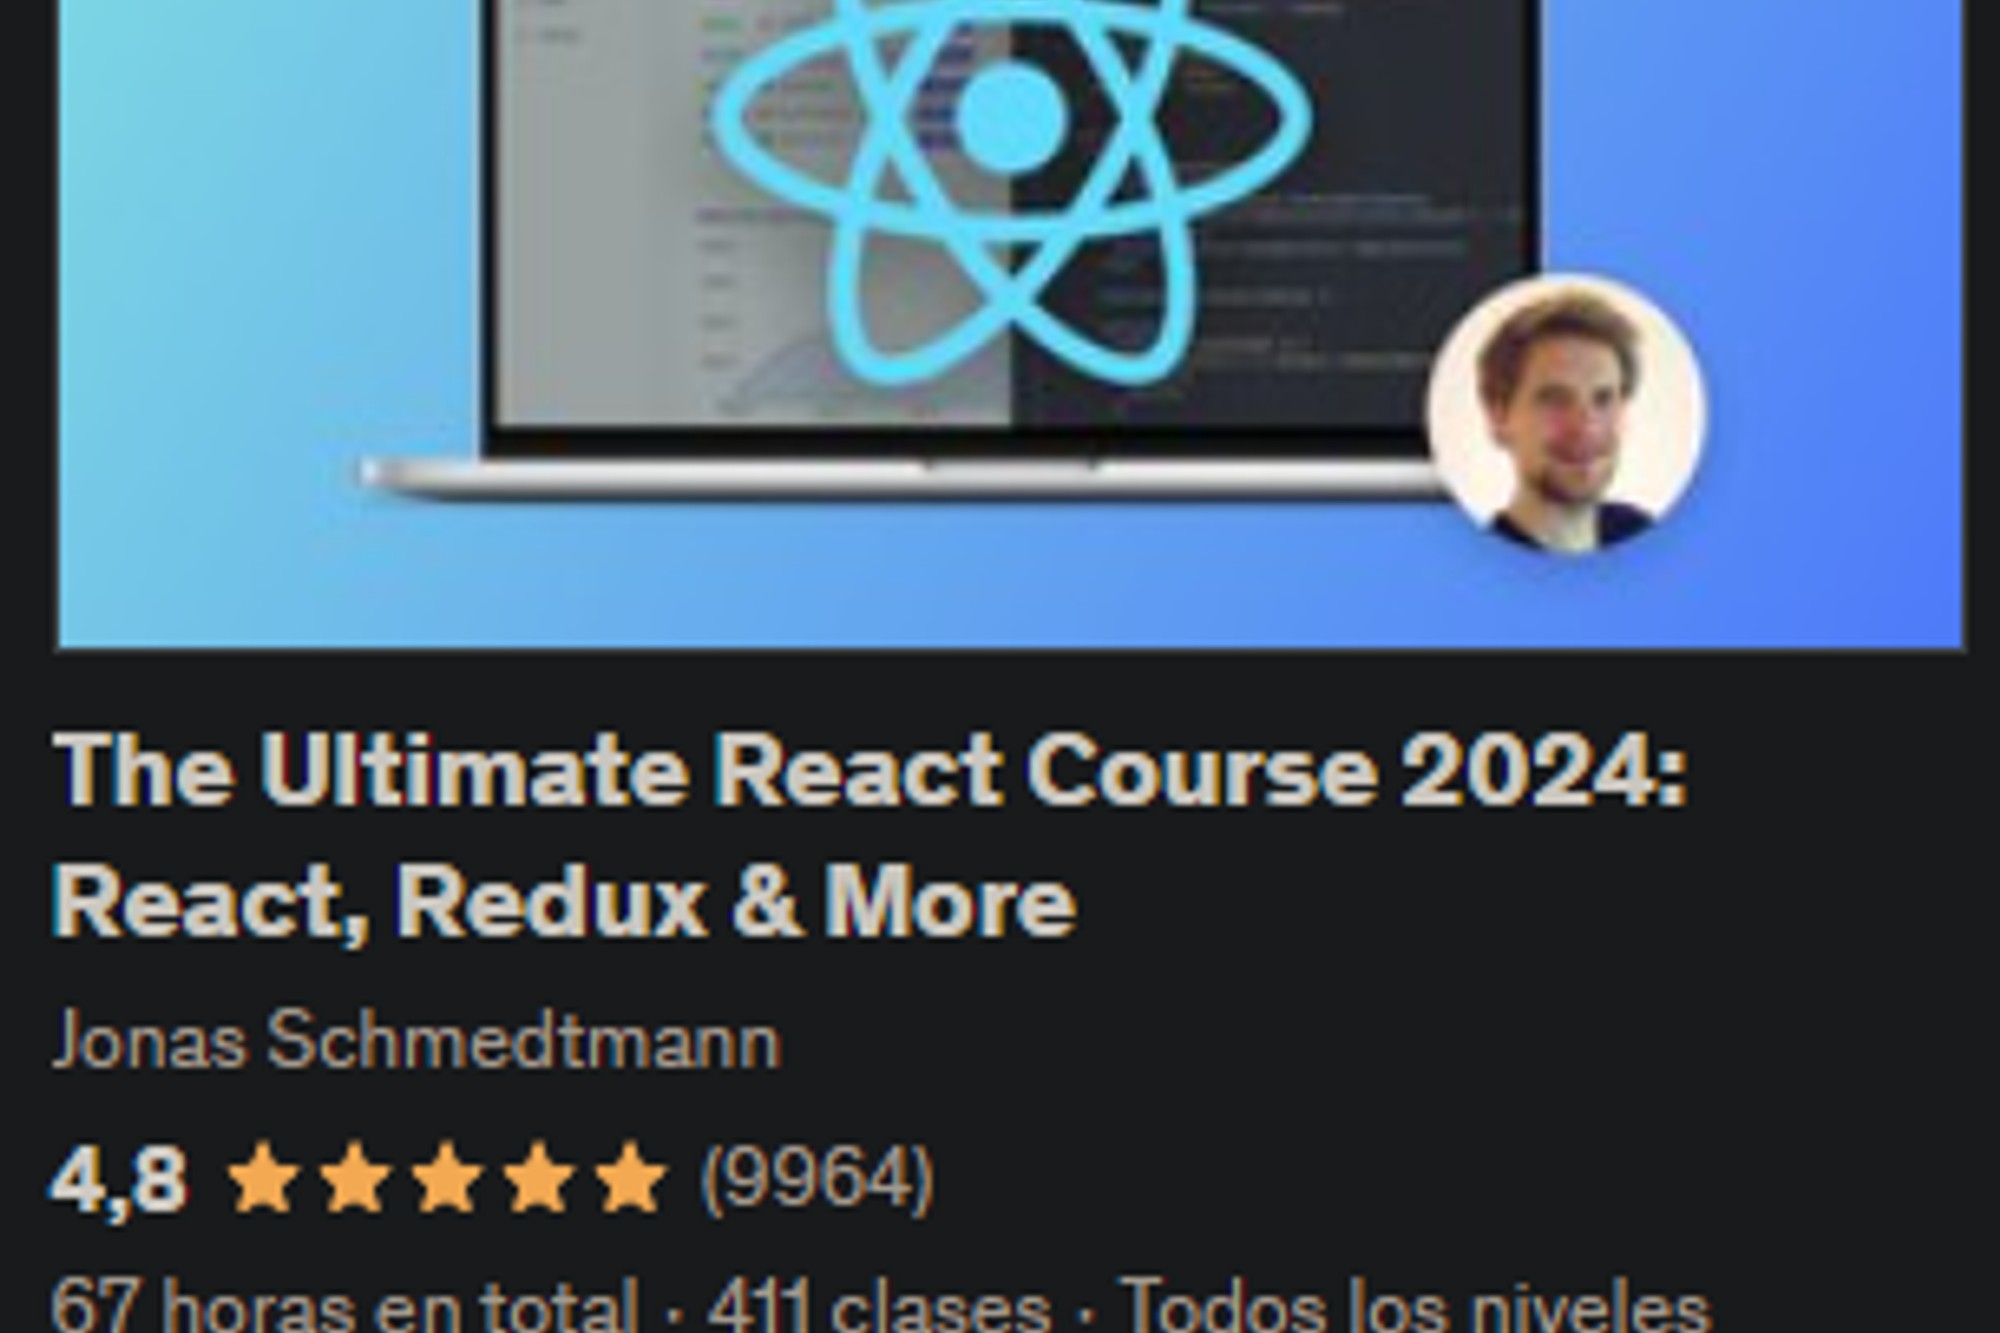 The Ultimate React Course 2024:
React, Redux & More
Jonas Schmedtmann
4,8 (9964)
67 horas en total · 411 clases · Todos los niveles